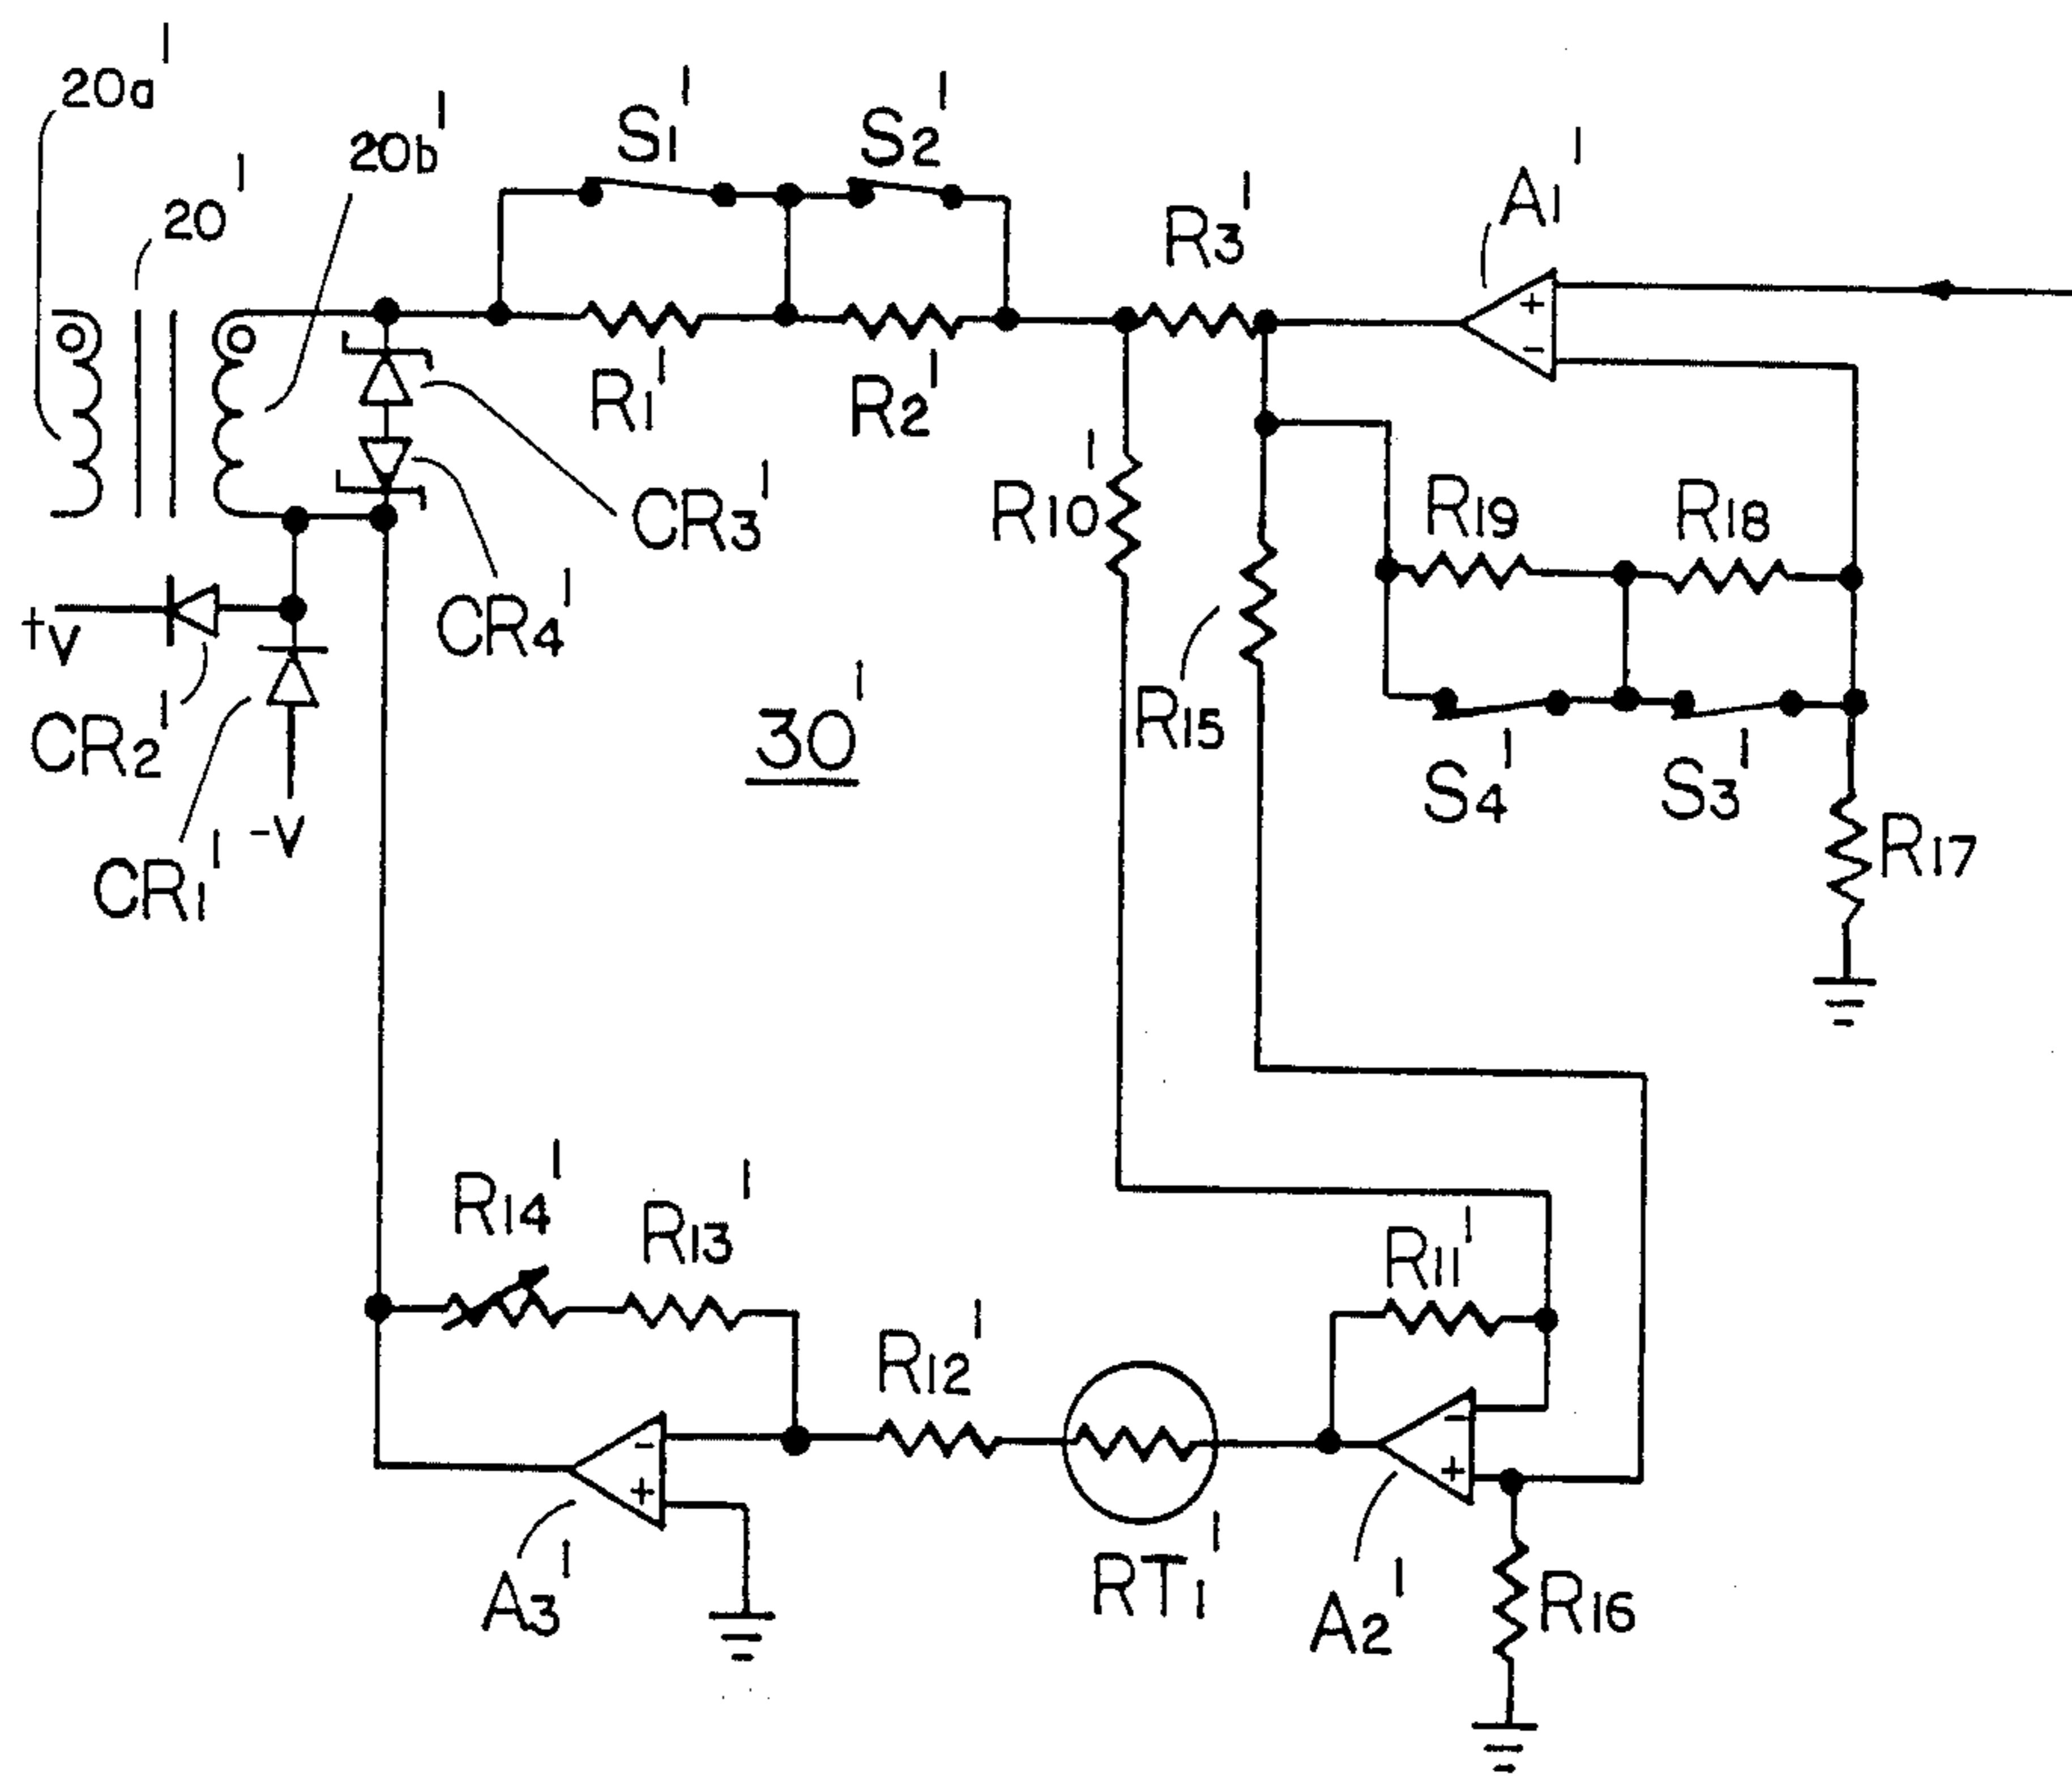 20a'
20b'
20'
S1'
S2'
A1'
R3'
+
-
R1'
R2'
R10'
CR3'
R19
R18
CR4'
+V
R15
CR2'
30'
S4'
S3'
-V
R17
CR1'
R14'
R13'
R11'
R12'
-
+
-
+
RT1'
A3'
A2'
R16